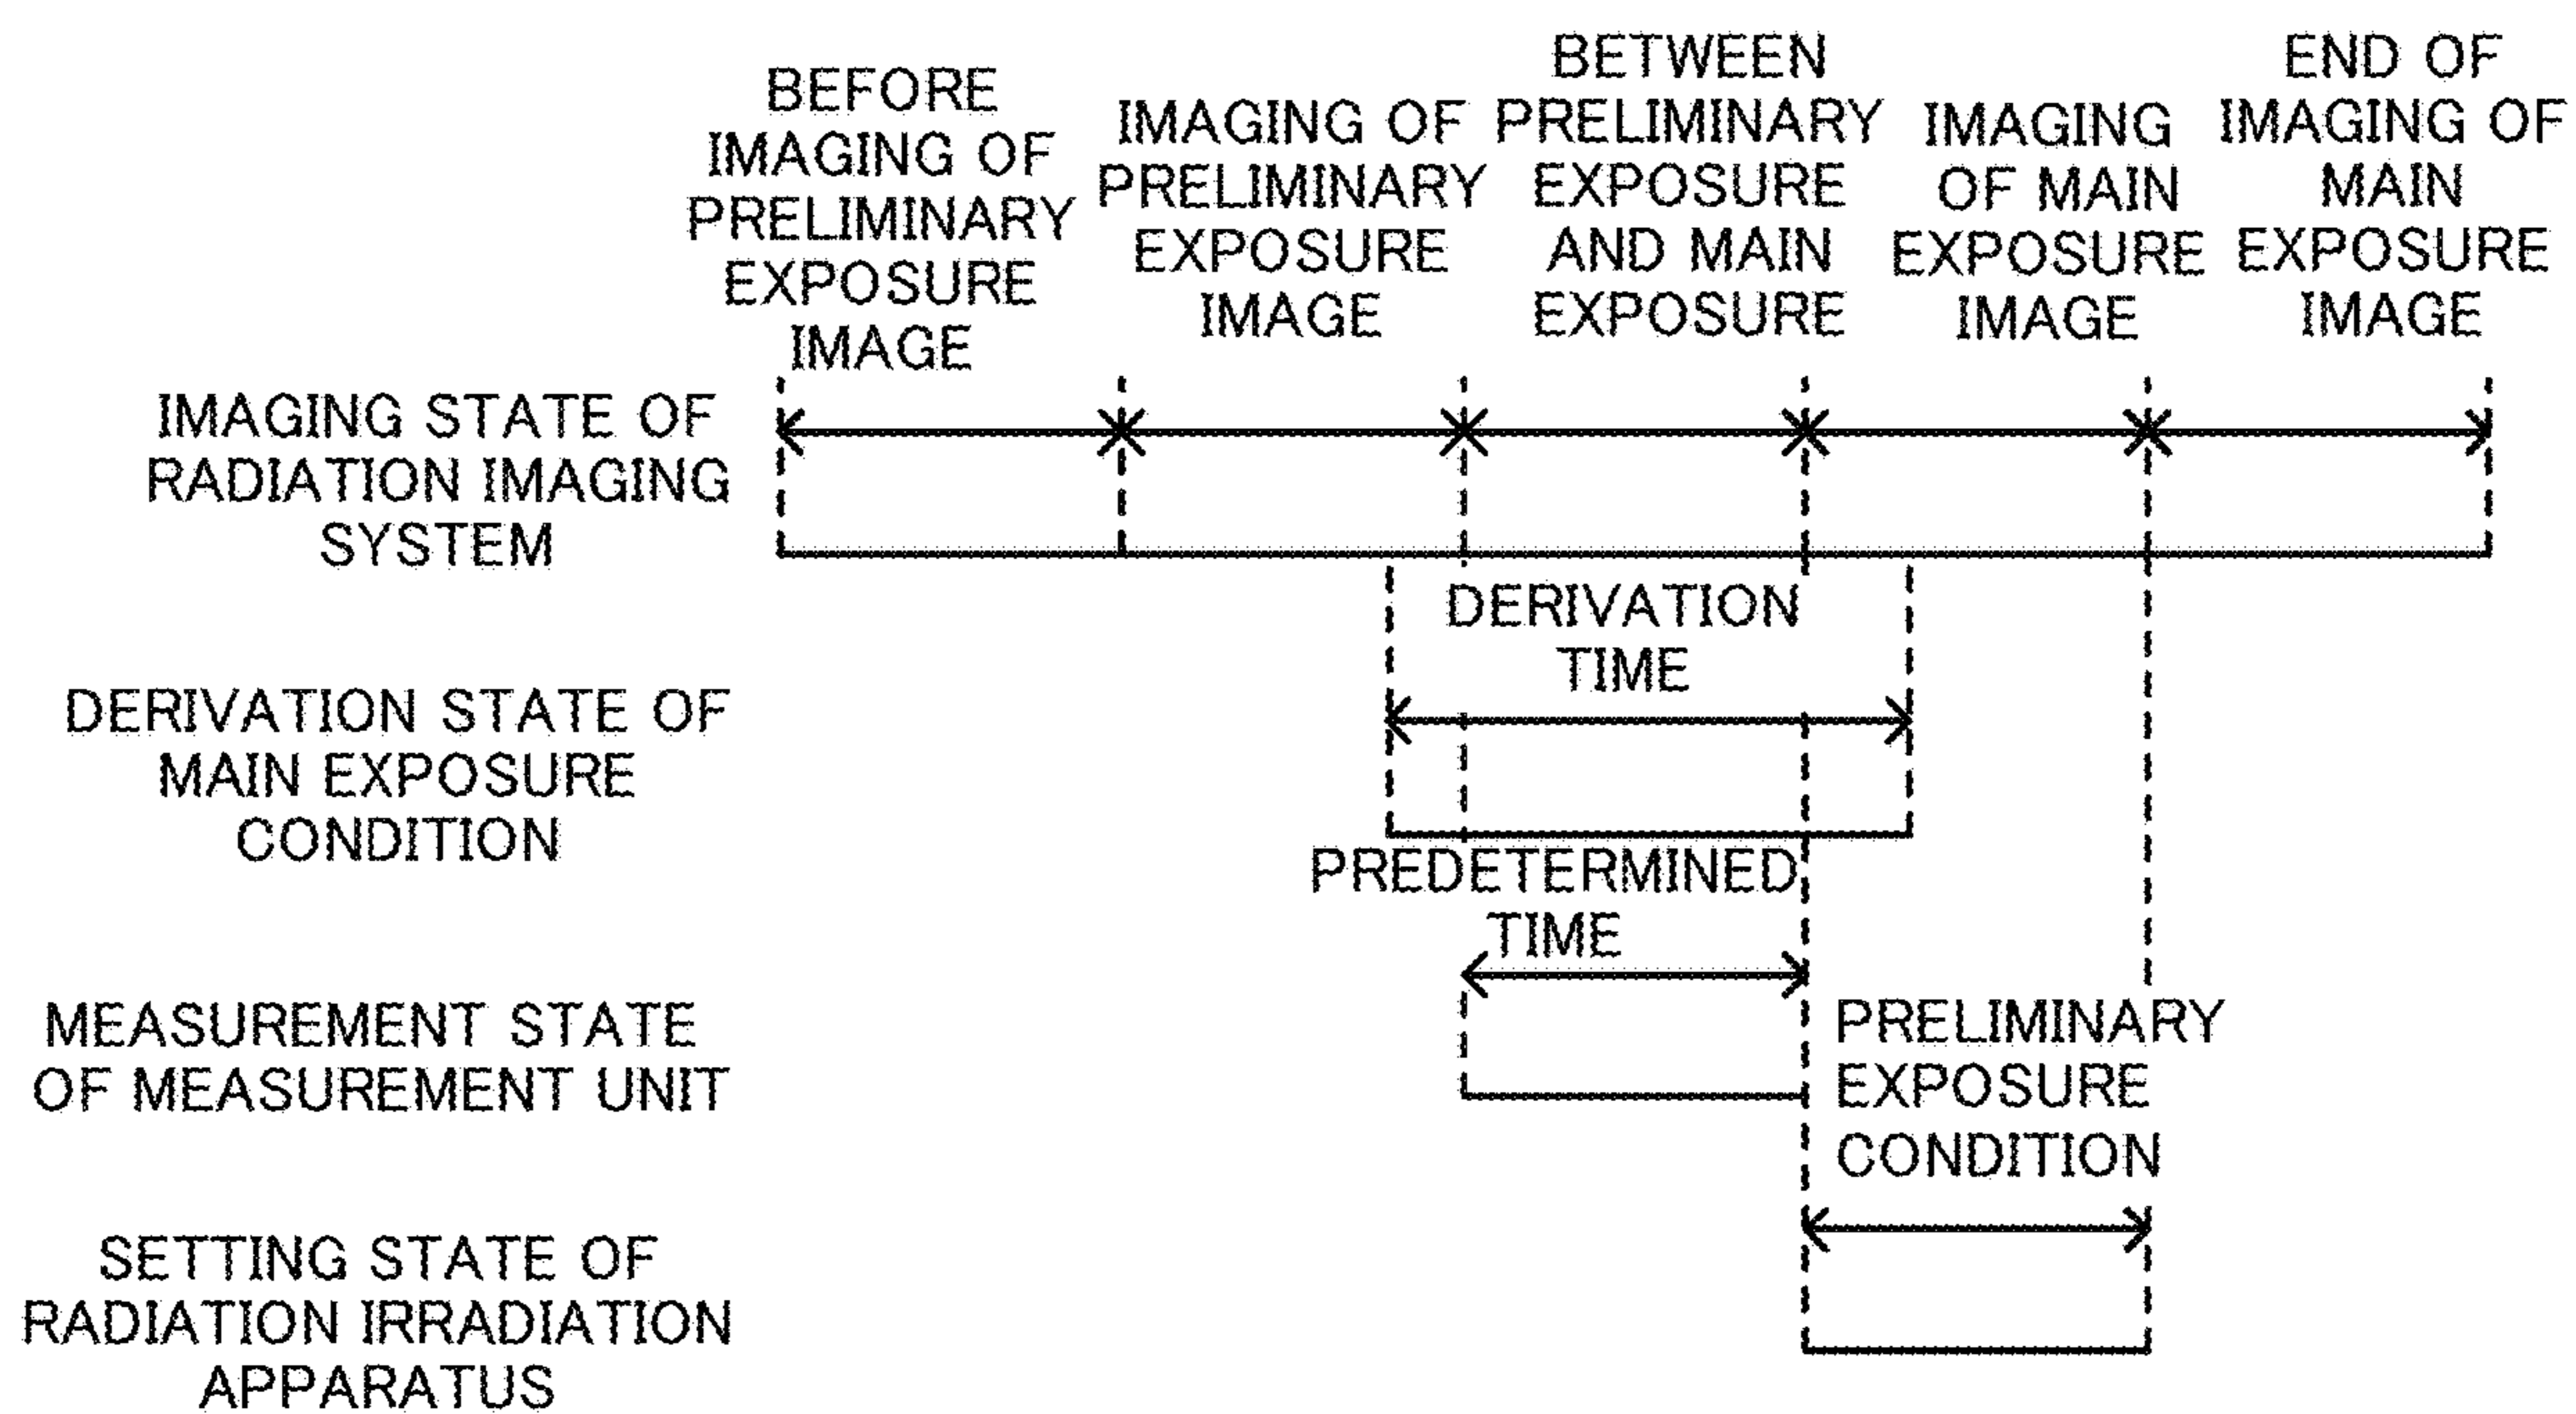 BEFORE
IMAGING OF
PRELIMINARY
EXPOSURE
IMAGE
IMAGING OF
PRELIMINARY
EXPOSURE
IMAGE
BETWEEN
PRELIMINARY
EXPOSURE
AND MAIN
EXPOSURE
IMAGING
OF MAIN
EXPOSURE
IMAGE
END OF
IMAGING OF
MAIN
EXPOSURE
IMAGE
IMAGING STATE OF
RADIATION IMAGING
SYSTEM
DERIVATION
TIME
DERIVATION STATE OF
MAIN EXPOSURE
CONDITION
PREDETERMINED
TIME
MEASUREMENT STATE
OF MEASUREMENT UNIT
PRELIMINARY
EXPOSURE
CONDITION
SETTING STATE OF
RADIATION IRRADIATION
APPARATUS